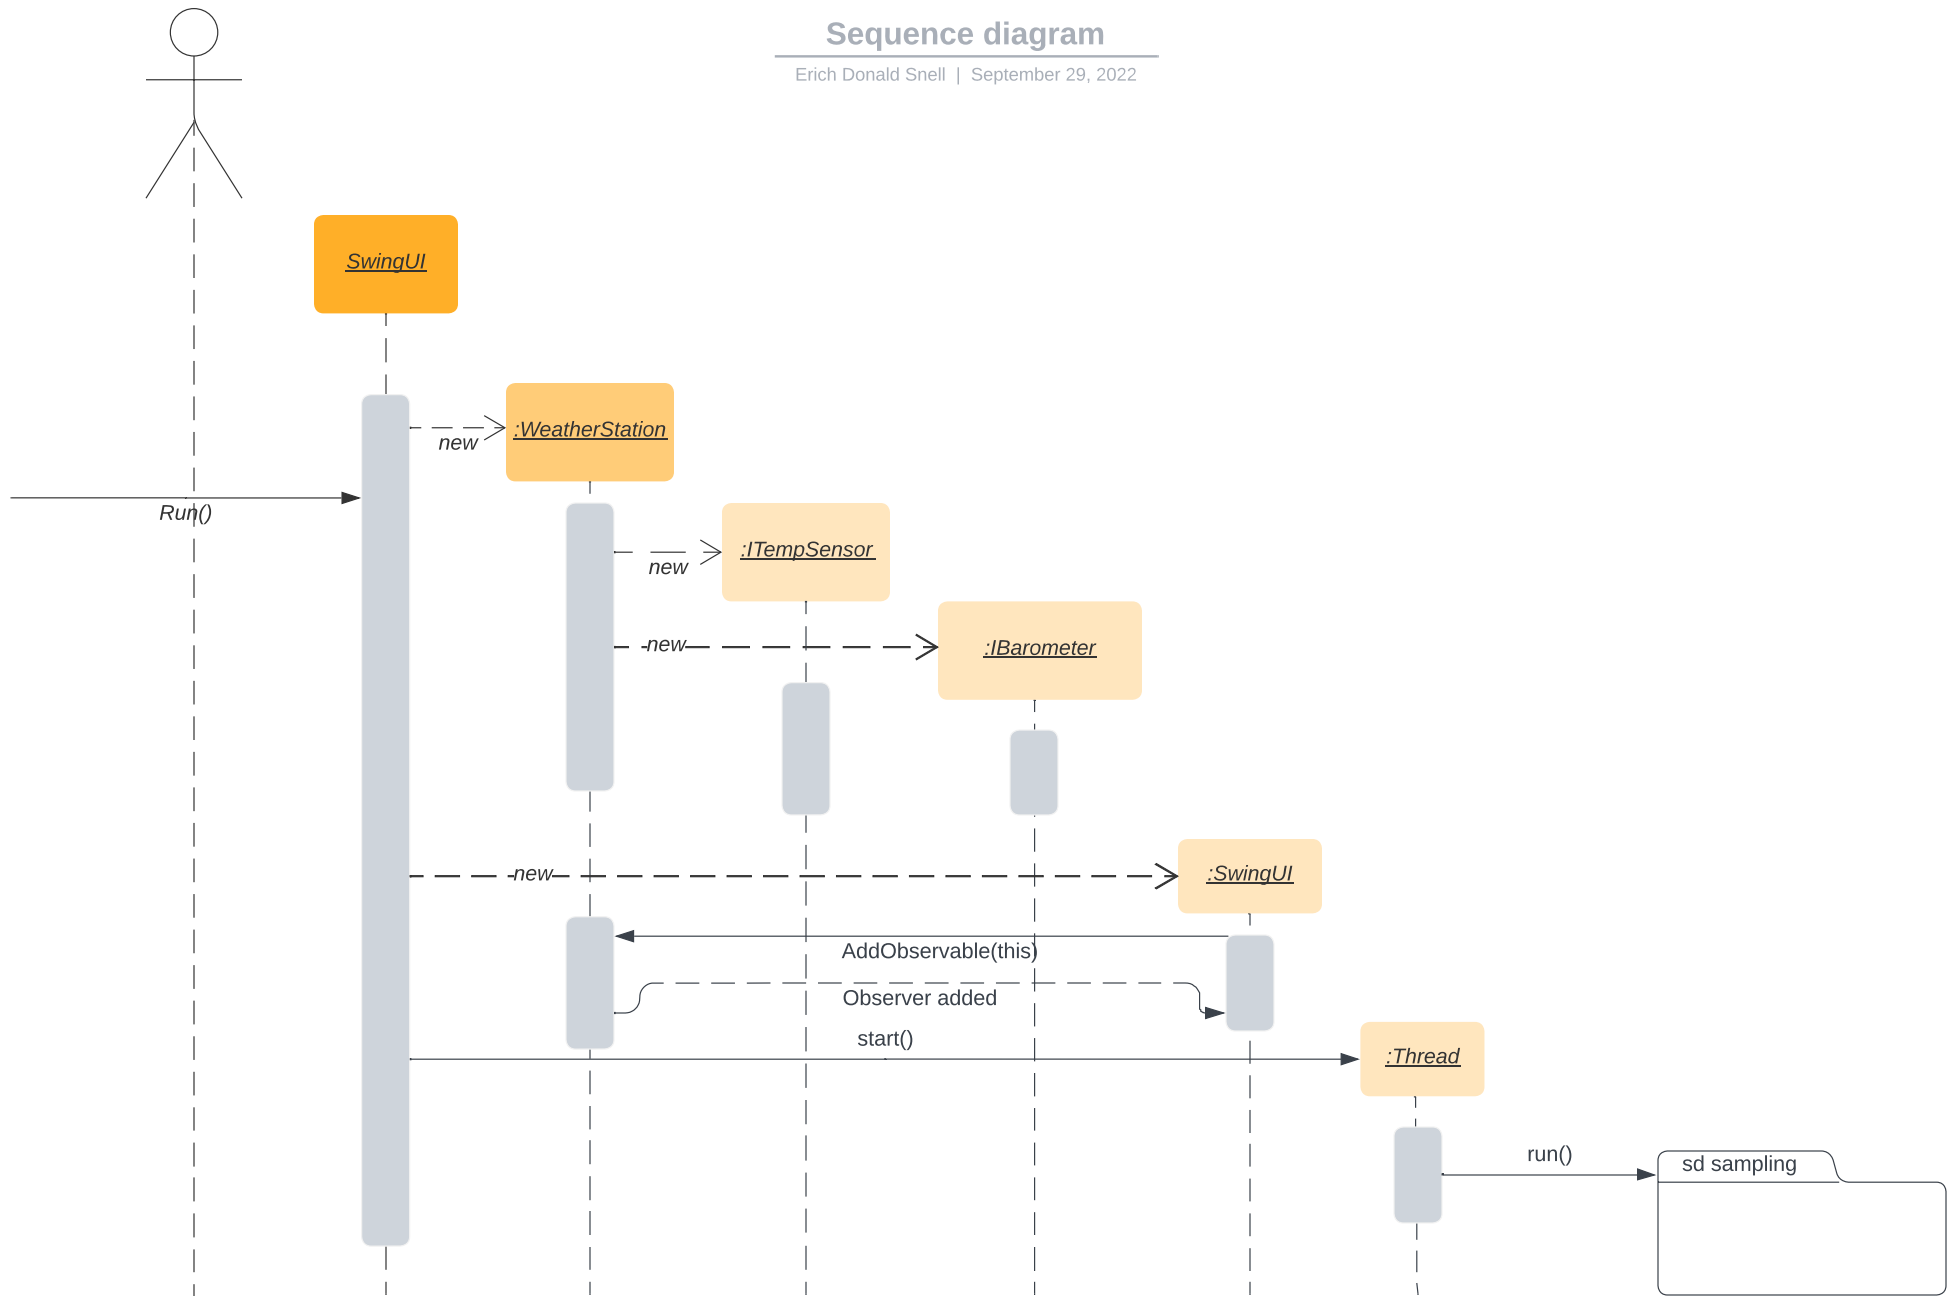 Sequence diagram
Erich Donald Snell | September 29, 2022
SwingUI
:WeatherStation
new
Run()
:ITempSensor
new
new
:IBarometer
new
:SwingUI
AddObservable(this)
Observer added
start()
:Thread
run()
sd sampling